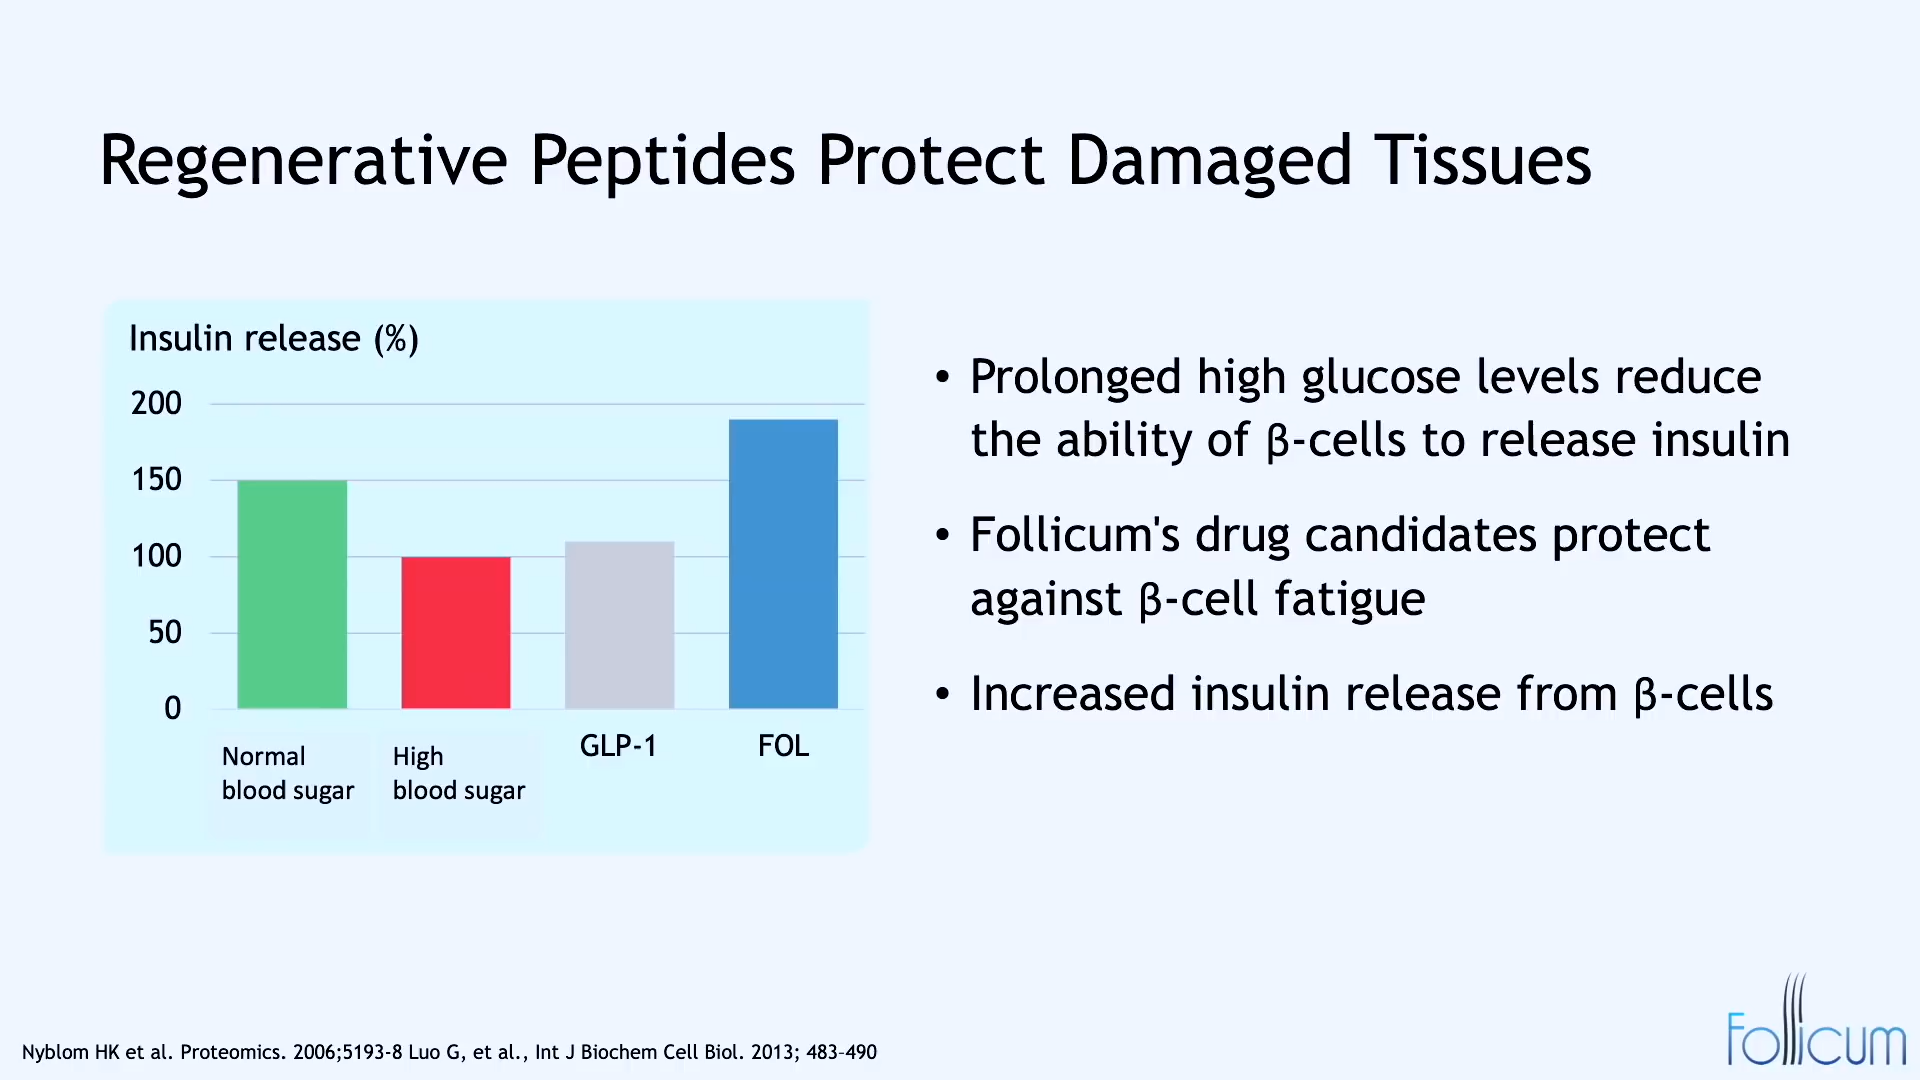 Regenerative Peptides Protect Damaged Tissues
Insulin release (%)
200
150
100
50
0
Normal
blood sugar
High
blood sugar
GLP-1
FOL
• Prolonged high glucose levels reduce
the ability of β-cells to release insulin
• Follicum's drug candidates protect
against β-cell fatigue
• Increased insulin release from β-cells
Nyblom HK et al. Proteomics. 2006;5193-8 Luo G, et al., Int J Biochem Cell Biol. 2013; 483–490
Follicum